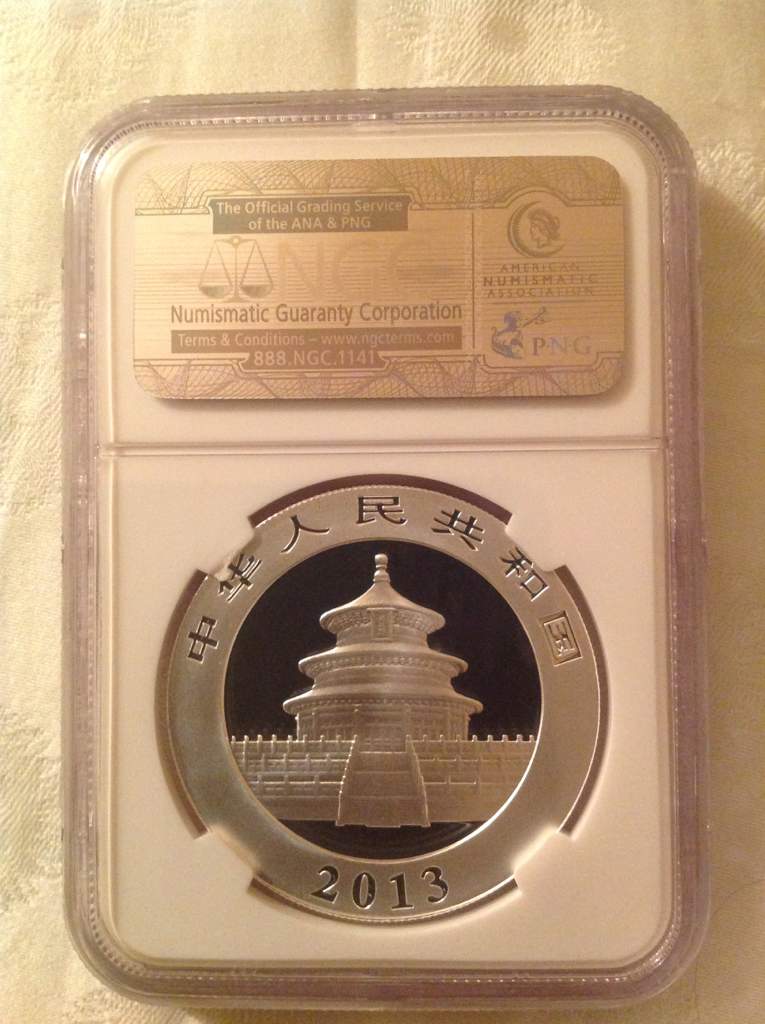 The Official Grading Service
of the ANA & PNG
NGC
Numismatic Guaranty Corporation
Terms & Conditions – www.ngcterms.com
888.NGC.1141
AMERICAN
NUMISMATIC
ASSOCIATION
PNG
中华人民共和国
2013